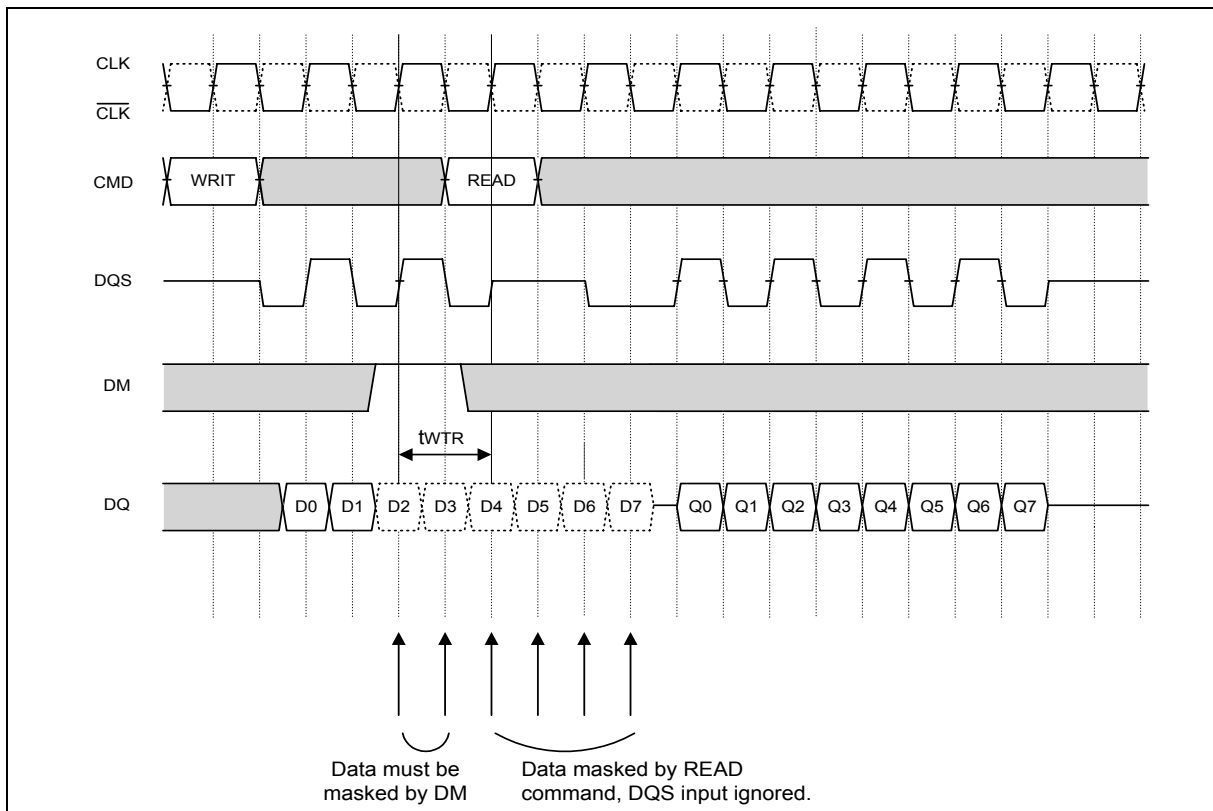 CLK
CLK
CMD
WRIT
READ
DQS
DM
tWTR
DQ
D0 D1 D2 D3 D4 D5 D6 D7 Q0 Q1 Q2 Q3 Q4 Q5 Q6 Q7
Data must be
masked by DM
Data masked by READ
command, DQS input ignored.